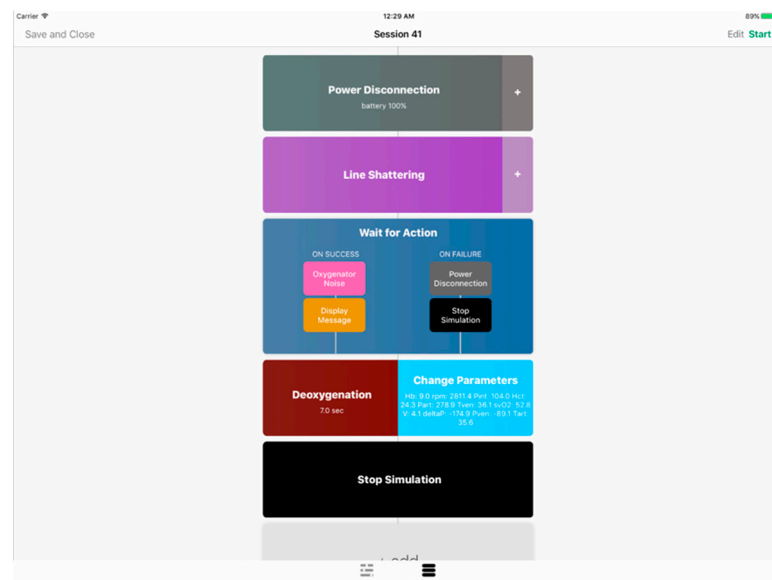 Carrier 12:29 AM 89%
Save and Close Session 41 Edit Start
Power Disconnection
battery 100%
+
Line Shattering
+
Wait for Action
ON SUCCESS ON FAILURE
Oxygenator
Noise
Power
Disconnection
Display
Message
Stop
Simulation
Deoxygenation
7.0 sec
Change Parameters
Hb: 9.0 rpm: 2811.4 Pint: 104.0 Hct:
24.3 Part: 278.9 Tven: 36.1 svO2: 52.8
V: 4.1 deltaP: -174.9 Pven: -89.1 Tart:
35.6
Stop Simulation
+ add